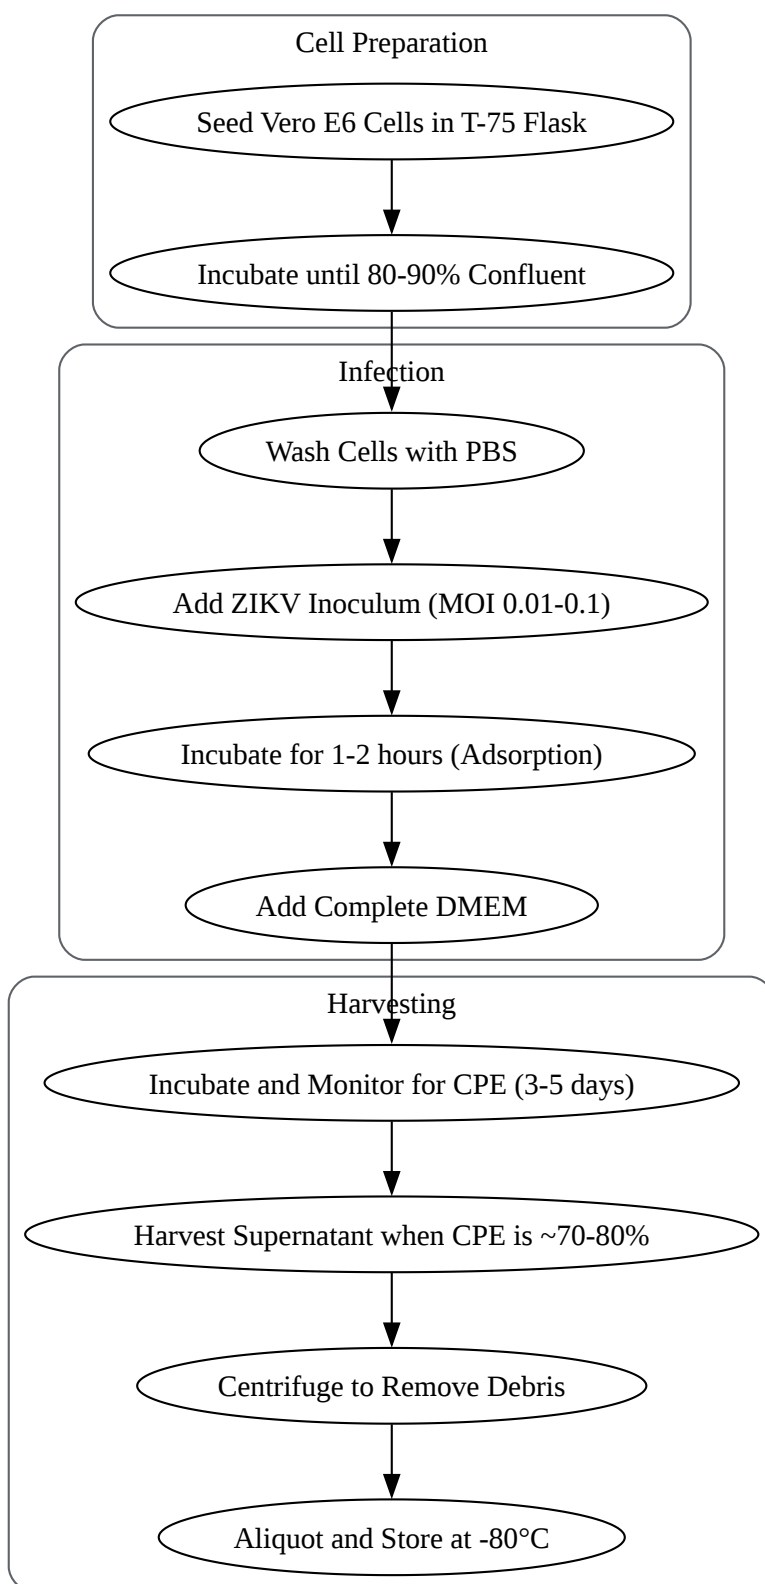 Cell Preparation
Seed Vero E6 Cells in T-75 Flask
Incubate until 80-90% Confluent
Infection
Wash Cells with PBS
Add ZIKV Inoculum (MOI 0.01-0.1)
Incubate for 1-2 hours (Adsorption)
Add Complete DMEM
Harvesting
Incubate and Monitor for CPE (3-5 days)
Harvest Supernatant when CPE is ~70-80%
Centrifuge to Remove Debris
Aliquot and Store at -80°C